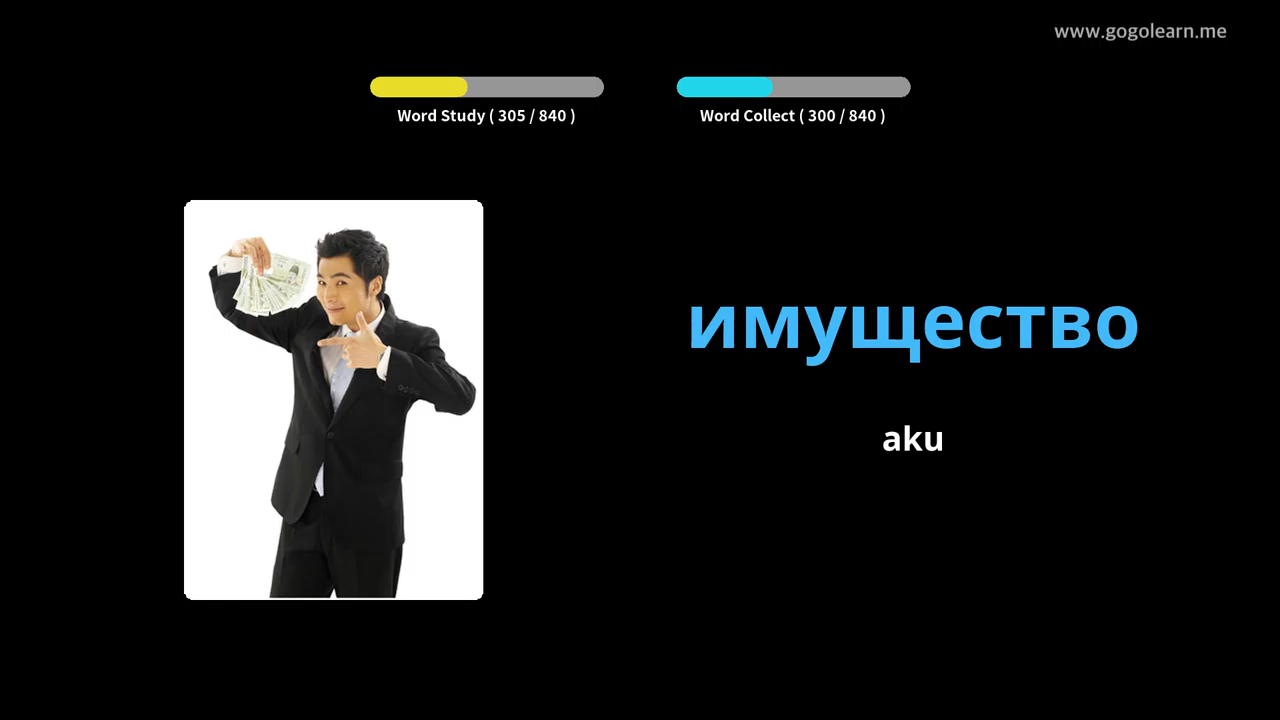 www.gogolearn.me
Word Study ( 305 / 840 )
Word Collect ( 300 / 840 )
имущество
aku